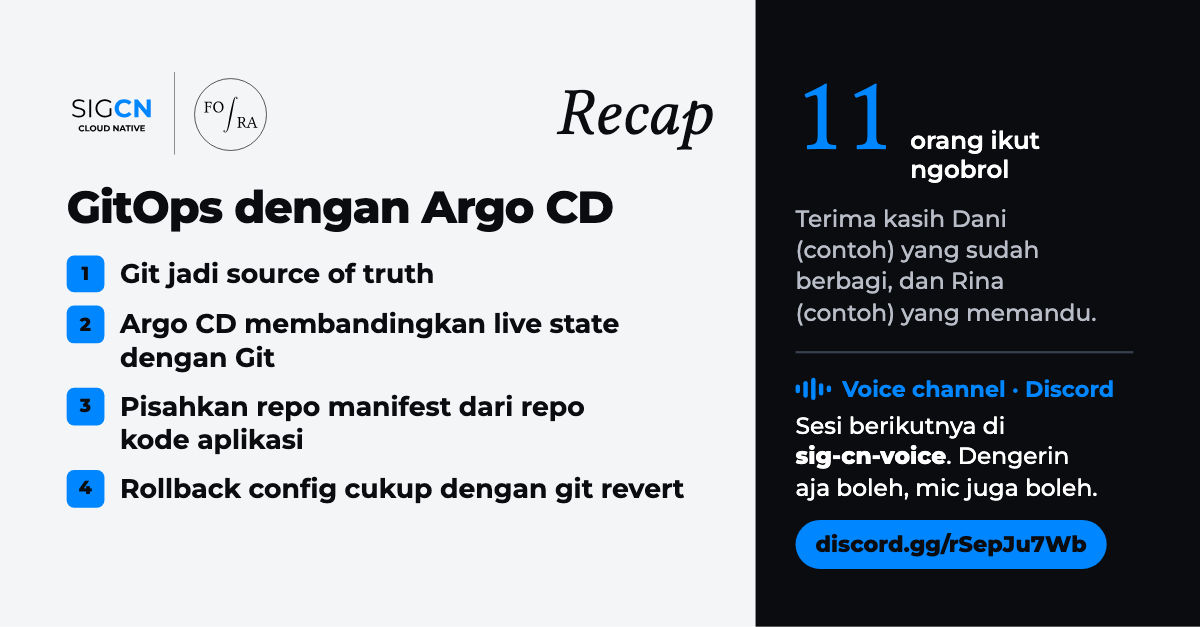 SIGCN
CLOUD NATIVE
FO
RA
Recap
GitOps dengan Argo CD
1 Git jadi source of truth
2 Argo CD membandingkan live state
dengan Git
3 Pisahkan repo manifest dari repo
kode aplikasi
4 Rollback config cukup dengan git revert
11 orang ikut
ngobrol
Terima kasih Dani
(contoh) yang sudah
berbagi, dan Rina
(contoh) yang memandu.
Voice channel · Discord
Sesi berikutnya di
sig-cn-voice. Dengerin
aja boleh, mic juga boleh.
discord.gg/rSepJu7Wb